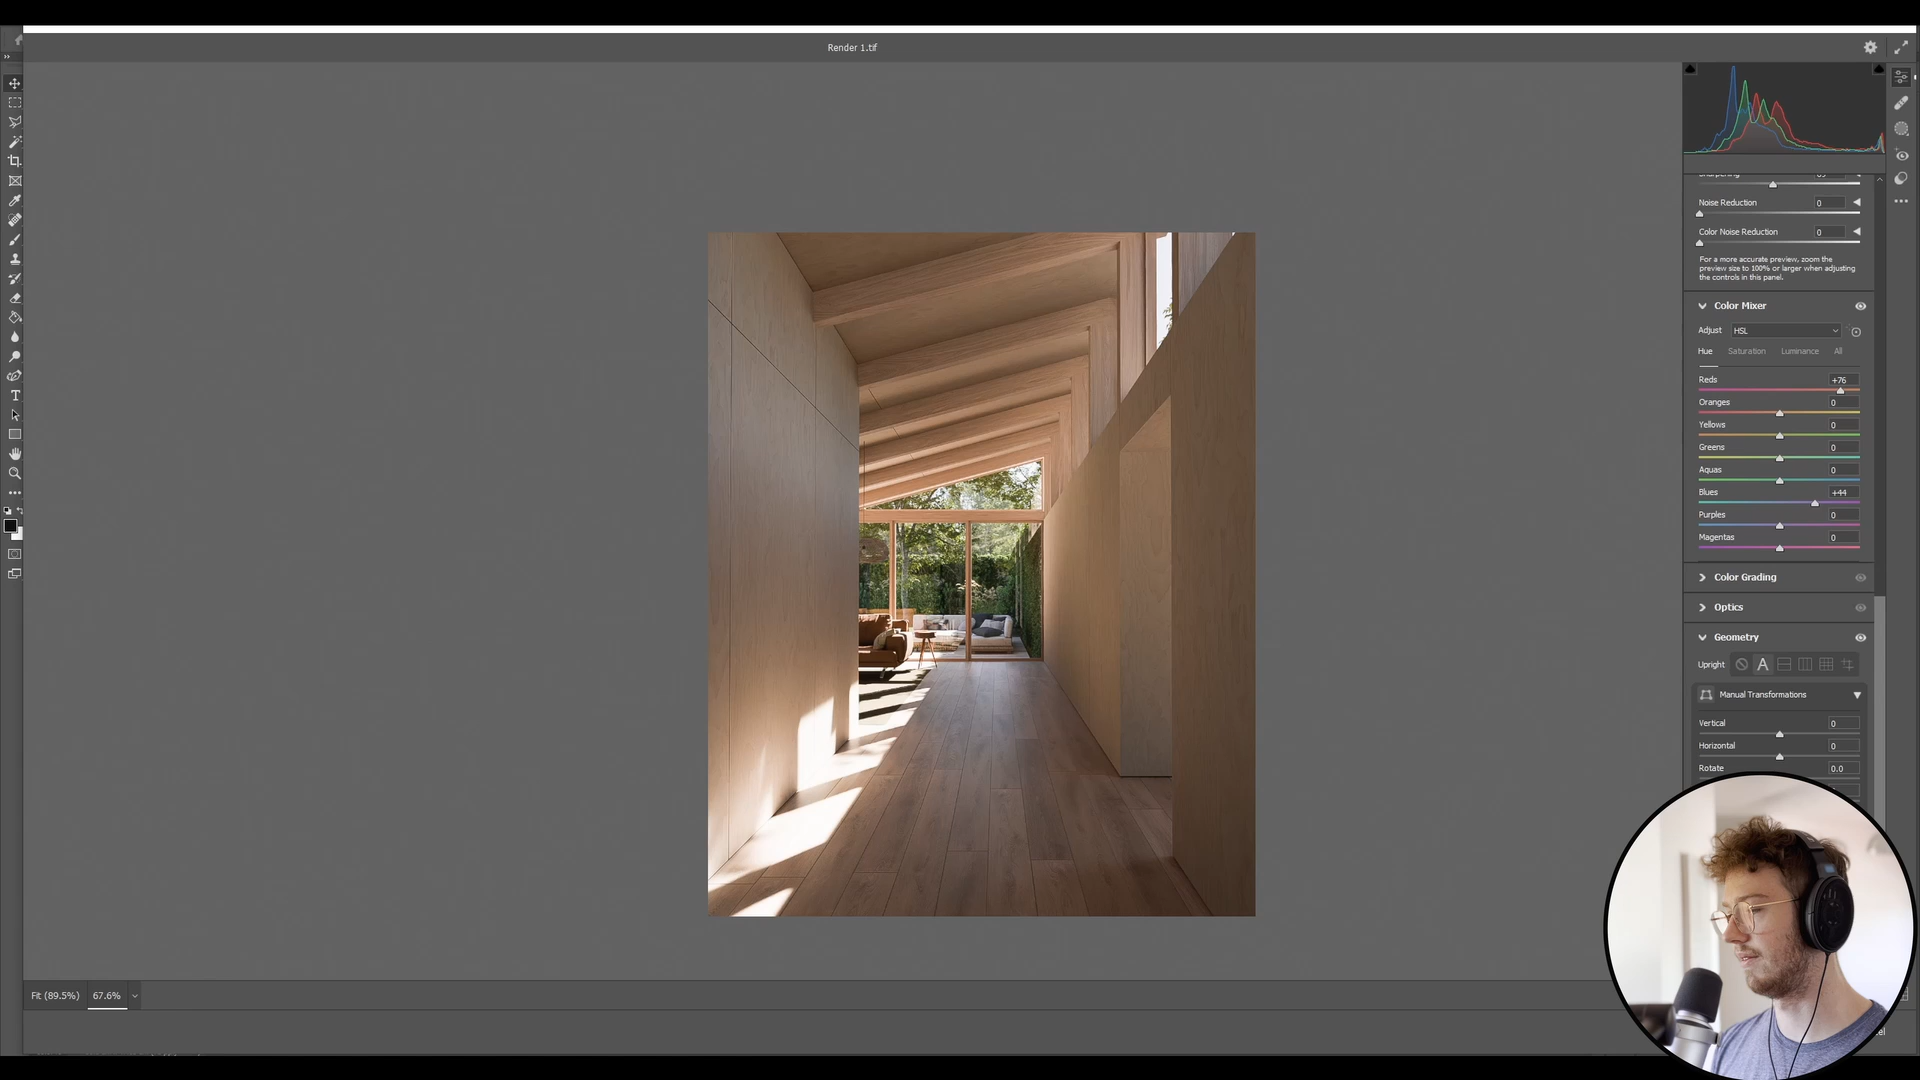 Render 1.tif
Noise Reduction 0
Color Noise Reduction 0
For a more accurate preview, zoom the
preview size to 100% or larger when adjusting
the controls in this panel.
Color Mixer
Adjust HSL
Hue Saturation Luminance All
Reds +76
Oranges 0
Yellows 0
Greens 0
Aquas 0
Blues +44
Purples 0
Magentas 0
Color Grading
Optics
Geometry
Upright A
Manual Transformations
Vertical 0
Horizontal 0
Rotate 0.0
Fit (89.5%) 67.6%